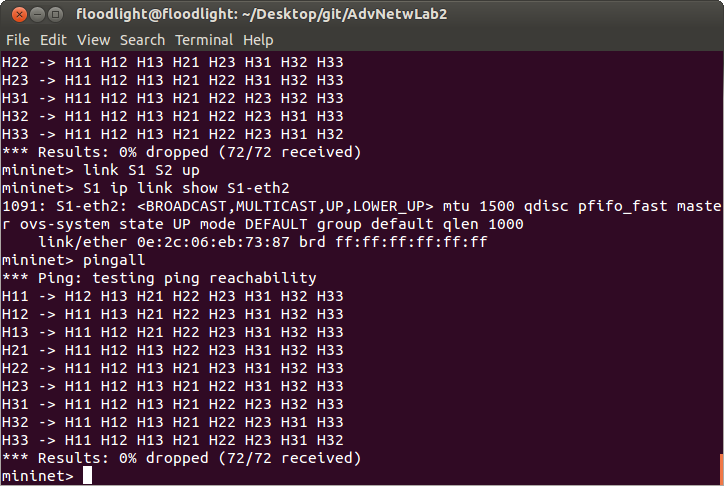 floodlight@floodlight: ~/Desktop/git/AdvNetwLab2
File Edit View Search Terminal Help
H22 -> H11 H12 H13 H21 H23 H31 H32 H33
H23 -> H11 H12 H13 H21 H22 H31 H32 H33
H31 -> H11 H12 H13 H21 H22 H23 H32 H33
H32 -> H11 H12 H13 H21 H22 H23 H31 H33
H33 -> H11 H12 H13 H21 H22 H23 H31 H32
*** Results: 0% dropped (72/72 received)
mininet> link S1 S2 up
mininet> S1 ip link show S1-eth2
1091: S1-eth2: <BROADCAST,MULTICAST,UP,LOWER_UP> mtu 1500 qdisc pfifo_fast maste
r ovs-system state UP mode DEFAULT group default qlen 1000
    link/ether 0e:2c:06:eb:73:87 brd ff:ff:ff:ff:ff:ff
mininet> pingall
*** Ping: testing ping reachability
H11 -> H12 H13 H21 H22 H23 H31 H32 H33
H12 -> H11 H13 H21 H22 H23 H31 H32 H33
H13 -> H11 H12 H21 H22 H23 H31 H32 H33
H21 -> H11 H12 H13 H22 H23 H31 H32 H33
H22 -> H11 H12 H13 H21 H23 H31 H32 H33
H23 -> H11 H12 H13 H21 H22 H31 H32 H33
H31 -> H11 H12 H13 H21 H22 H23 H32 H33
H32 -> H11 H12 H13 H21 H22 H23 H31 H33
H33 -> H11 H12 H13 H21 H22 H23 H31 H32
*** Results: 0% dropped (72/72 received)
mininet>